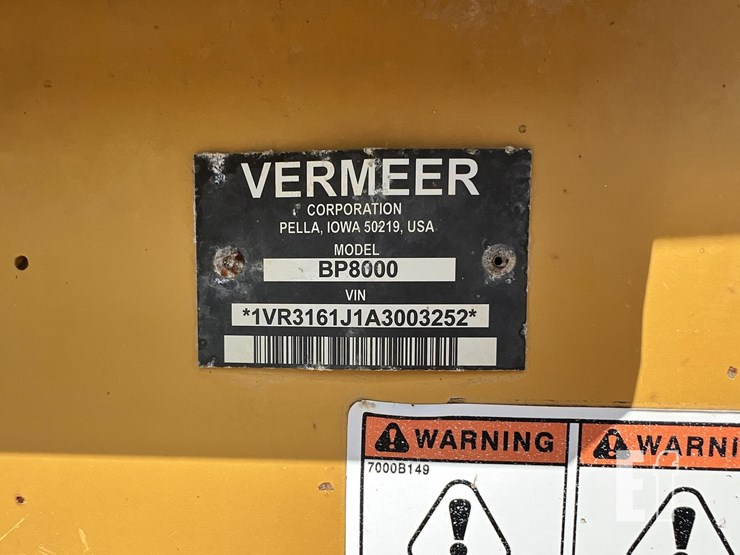 VERMEER
CORPORATION
PELLA, IOWA 50219, USA
MODEL
BP8000
VIN
*1VR3161J1A3003252*
WARNING
WARNI
7000B149